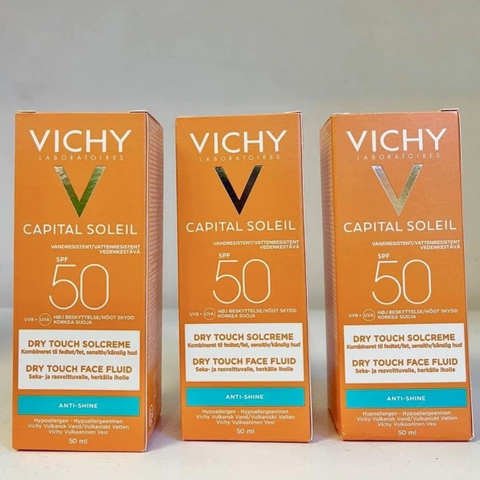 VICHY
LABORATOIRES
CAPITAL SOLEIL
VANDRESISTENT/VATTENRESISTENT
VEDENKESTÄVÄ
SPF
50
UVB + UVA
HØJ BESKYTTELSE/HÖGT SKYDD
KORKEA SUOJA
DRY TOUCH SOLCREME
Kombineret til fedtet/fet, sensitiv/känslig hud
DRY TOUCH FACE FLUID
Seka- ja rasvoittuvalle, herkälle iholle
ANTI-SHINE
Hypoallergen - Hypoallergeeninen
Vichy Vulkansk Vand/Vulkaniskt Vatten
Vichy Vulkaaninen Vesi
50 ml
VICHY
LABORATOIRES
CAPITAL SOLEIL
VANDRESISTENT/VATTENRESISTENT
VEDENKESTÄVÄ
SPF
50
UVB + UVA
HØJ BESKYTTELSE/HÖGT SKYDD
KORKEA SUOJA
DRY TOUCH SOLCREME
Kombineret til fedtet/fet, sensitiv/känslig hud
DRY TOUCH FACE FLUID
Seka- ja rasvoittuvalle, herkälle iholle
ANTI-SHINE
Hypoallergen - Hypoallergeeninen
Vichy Vulkansk Vand/Vulkaniskt Vatten
Vichy Vulkaaninen Vesi
50 ml
VICHY
LABORATOIRES
CAPITAL SOLEIL
VANDRESISTENT/VATTENRESISTENT
VEDENKESTÄVÄ
SPF
50
UVB + UVA
HØJ BESKYTTELSE/HÖGT SKYDD
KORKEA SUOJA
DRY TOUCH SOLCREME
Kombineret til fedtet/fet, sensitiv/känslig hud
DRY TOUCH FACE FLUID
Seka- ja rasvoittuvalle, herkälle iholle
ANTI-SHINE
Hypoallergen - Hypoallergeeninen
Vichy Vulkansk Vand/Vulkaniskt Vatten
Vichy Vulkaaninen Vesi
50 ml